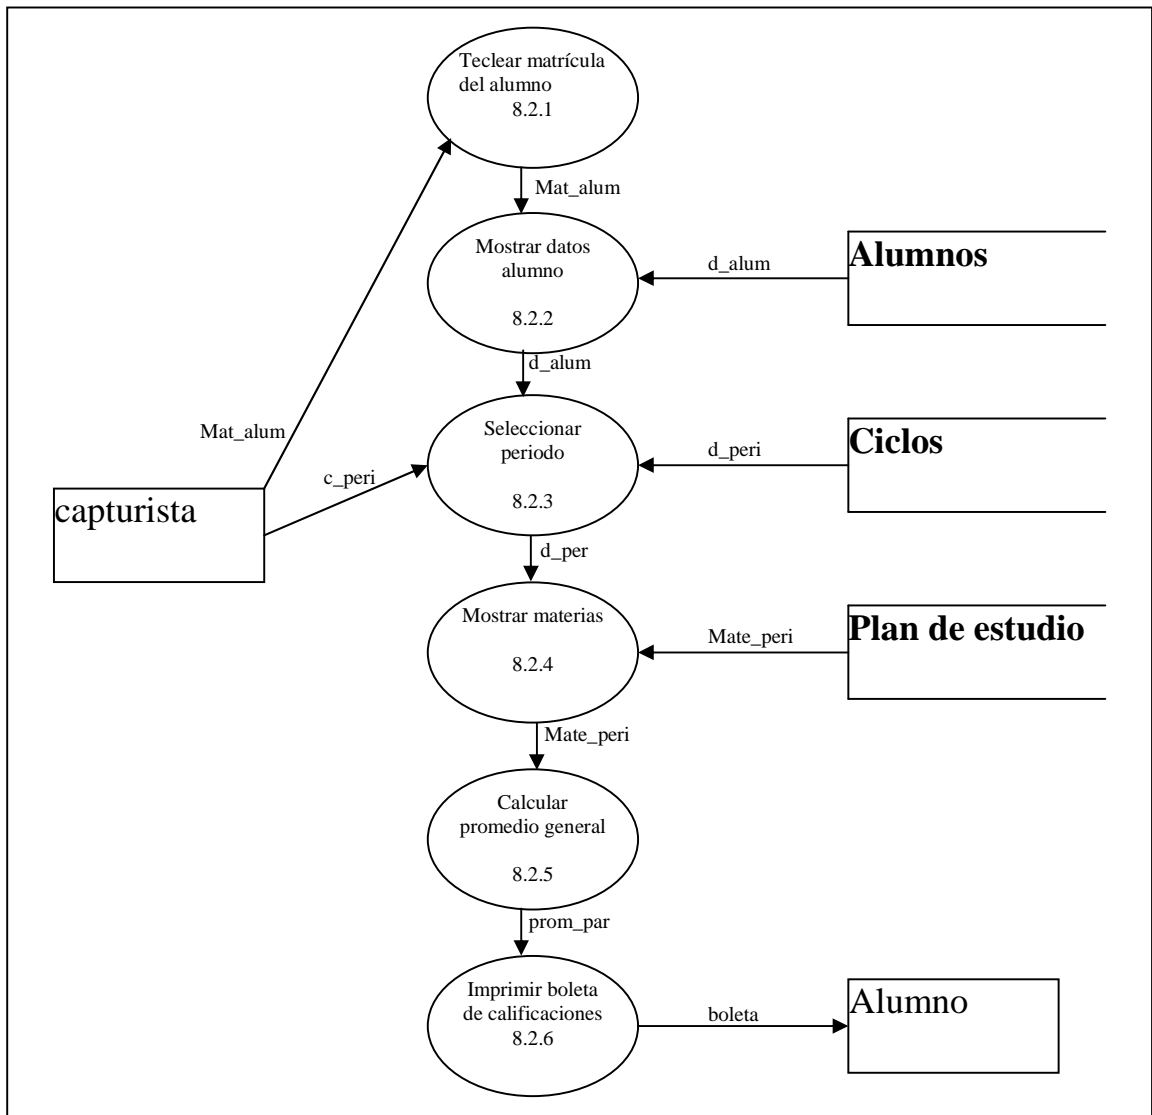 Teclear matrícula
del alumno
8.2.1
Mat_alum
Mostrar datos
alumno
8.2.2
d_alum
Alumnos
d_alum
Mat_alum
Seleccionar
periodo
8.2.3
c_peri
d_peri
Ciclos
capturista
d_per
Mostrar materias
8.2.4
Mate_peri
Plan de estudio
Mate_peri
Calcular
promedio general
8.2.5
prom_par
Imprimir boleta
de calificaciones
8.2.6
boleta
Alumno